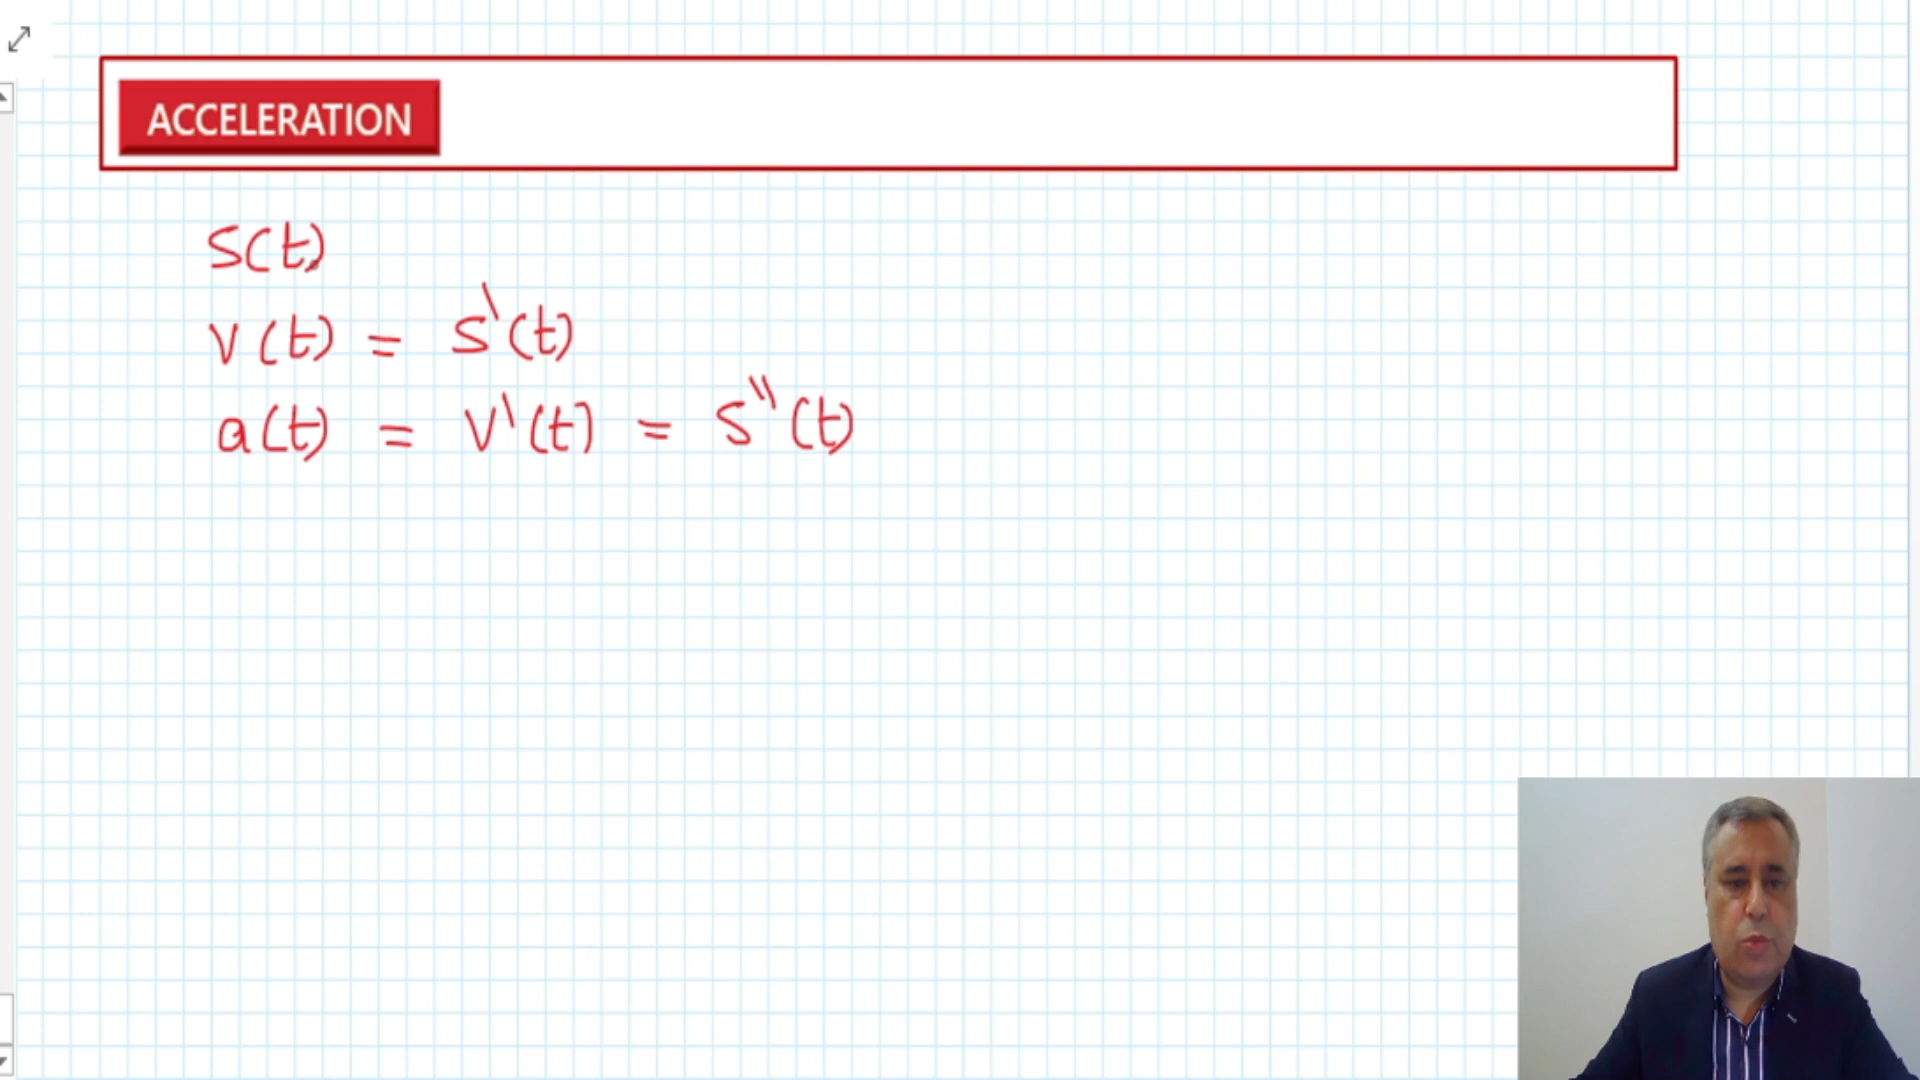 ACCELERATION
S(t)
V(t) = S'(t)
a(t) = V'(t) = S''(t)